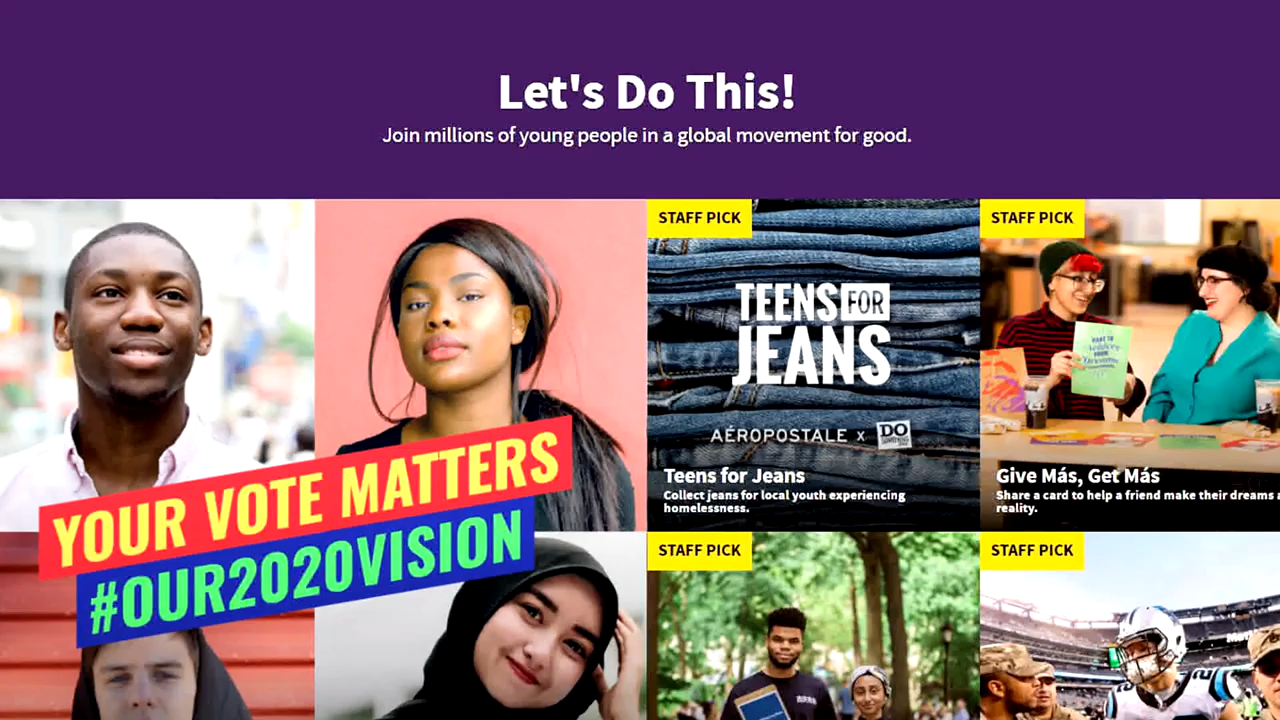 Let's Do This!
Join millions of young people in a global movement for good.
YOUR VOTE MATTERS
#OUR2020VISION
STAFF PICK
TEENS FOR
JEANS
AÉROPOSTALE x DO
SOMETHING
Teens for Jeans
Collect jeans for local youth experiencing
homelessness.
STAFF PICK
Give Más, Get Más
Share a card to help a friend make their dreams
reality.
STAFF PICK
STAFF PICK